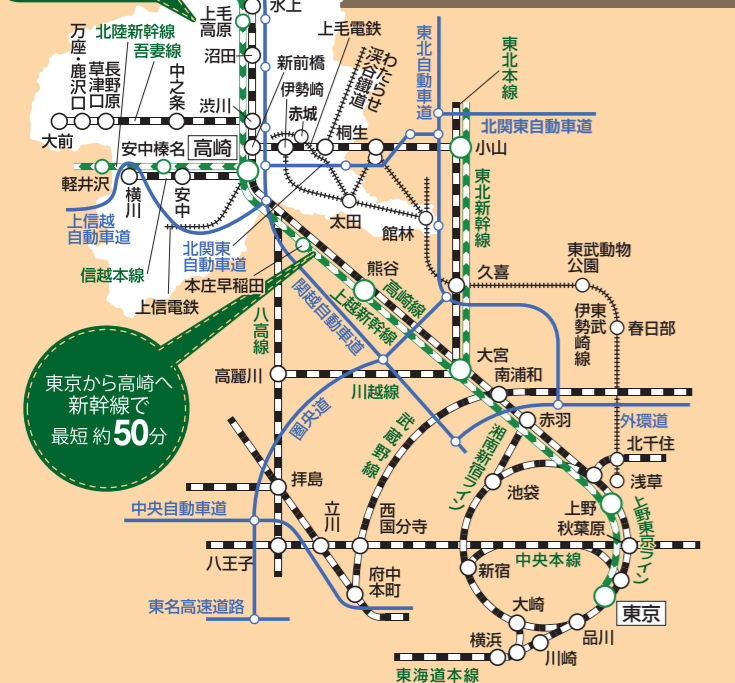 水上
上毛
高原
上毛電鉄
万座・鹿沢口
草津口
長野原
北陸新幹線
吾妻線
中之条
沼田
新前橋
わたらせ
渓谷鐵道
東北自動車道
東北本線
伊勢崎
赤城
渋川
桐生
北関東自動車道
大前
安中榛名
高崎
小山
軽井沢
横川
安中
東北新幹線
上信越
自動車道
太田
館林
北関東
自動車道
信越本線
本庄早稲田
上信電鉄
熊谷
久喜
東武動物
公園
関越自動車道
上越新幹線
高崎線
八高線
東武
伊勢崎線
春日部
大宮
東京から高崎へ
新幹線で
最短 約50分
高麗川
川越線
南浦和
圏央道
武蔵野線
湘南新宿ライン
赤羽
外環道
北千住
拝島
池袋
浅草
中央自動車道
立川
西
国分寺
上野
秋葉原
上野東京ライン
八王子
中央本線
府中
本町
新宿
東名高速道路
大崎
東京
横浜
品川
川崎
東海道本線